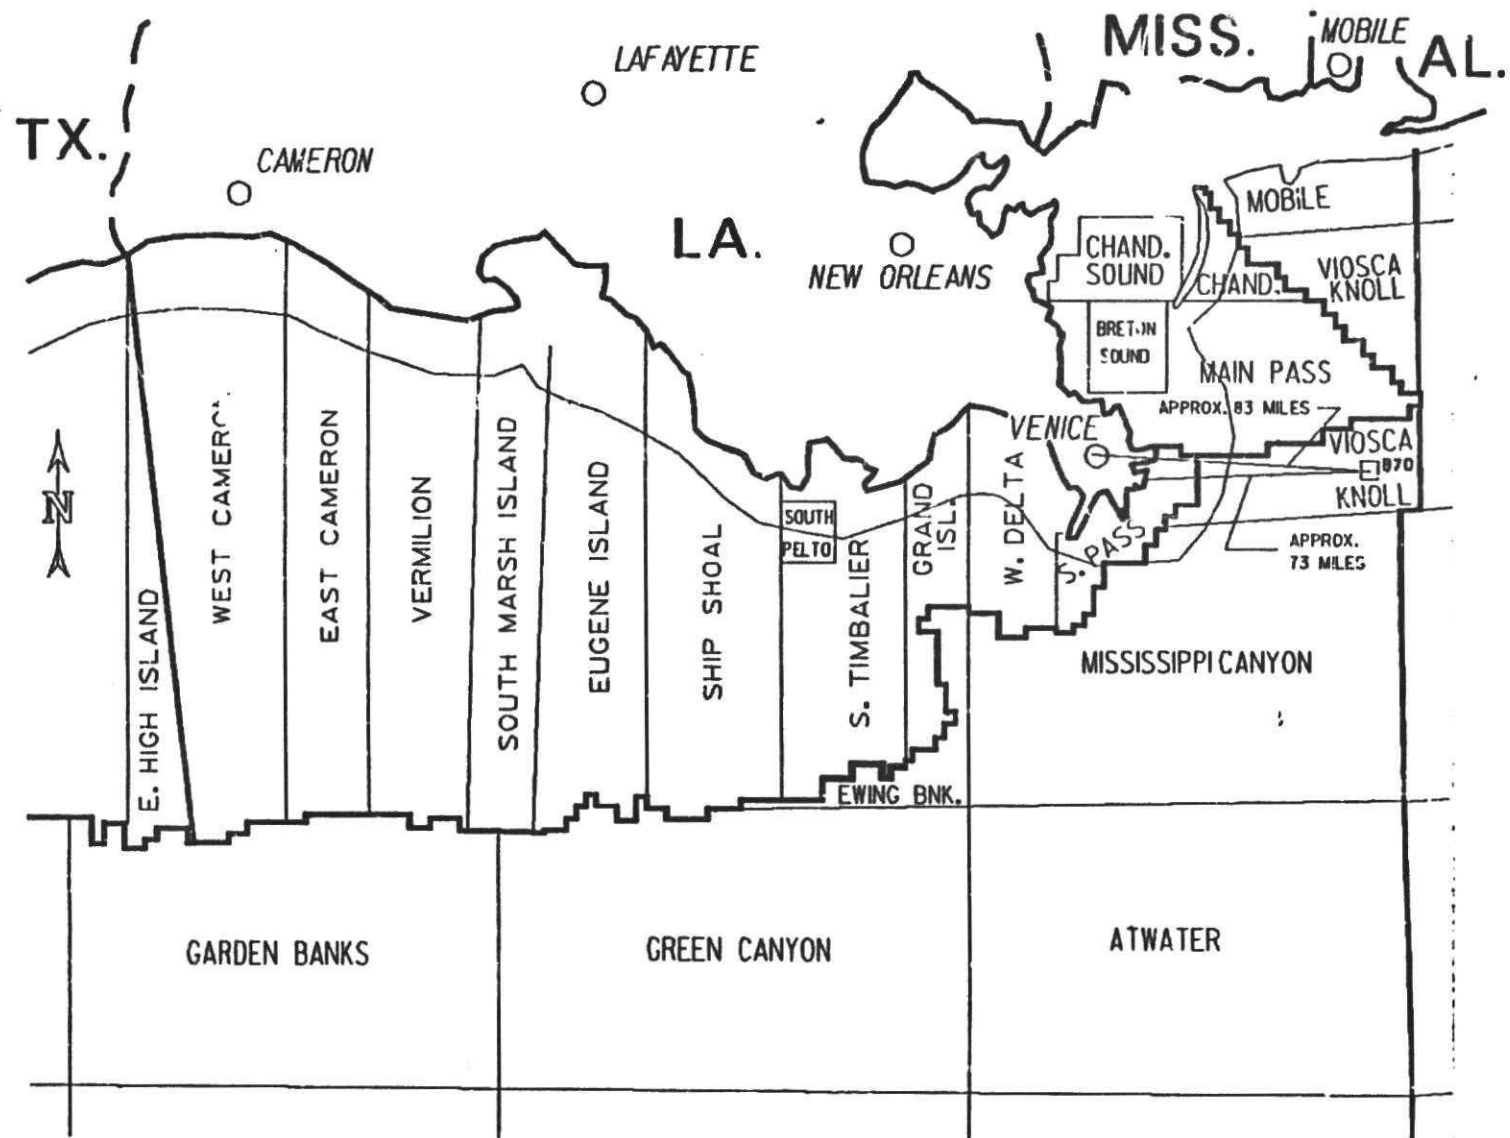 MISS.
MOBILE
AL.
LAFAYETTE
TX.
CAMERON
LA.
NEW ORLEANS
MOBILE
CHAND.
SOUND
CHAND.
VIOSCA
KNOLL
SOUND
MAIN PASS
APPROX. 83 MILES
VENICE
VIOSCA
870
KNOLL
N
E. HIGH ISLAND
WEST
EAST CAMERON
VERMILION
SOUTH MARSH ISLAND
EUGENE ISLAND
SHIP SHOAL
SOUTH
PELTO
S. TIMBALIER
GRAND
ISL.
W. DELTA
S. PASS
APPROX.
73 MILES
MISSISSIPPI CANYON
EWING BNK.
GARDEN BANKS
GREEN CANYON
ATWATER